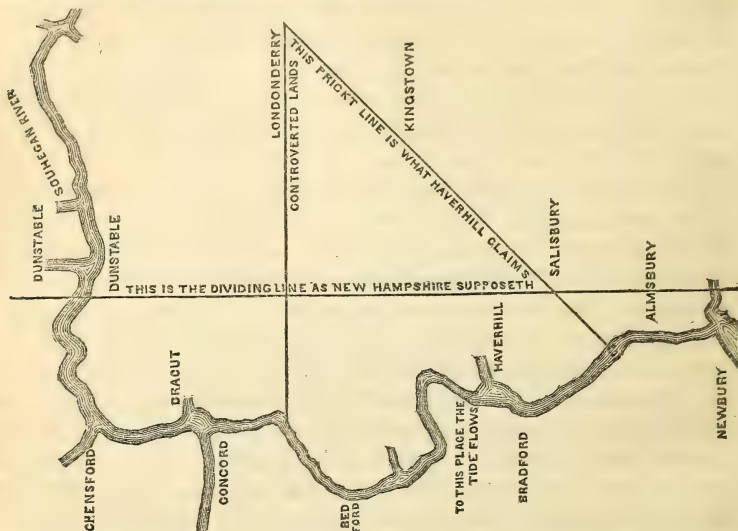 SOUHEGAN RIVER
DUNSTABLE
DUNSTABLE
LONDONDERRY
CONTROVERTED LANDS
THIS PRICKT LINE IS WHAT HAVERHILL CLAIMS
KINGSTOWN
THIS IS THE DIVIDING LINE AS NEW HAMPSHIRE SUPPOSETH
SALISBURY
ALMSBURY
CHENSFORD
DRACUT
CONCORD
BED
FORD
TO THIS PLACE THE
TIDE FLOWS
HAVERHILL
BRADFORD
NEWBURY